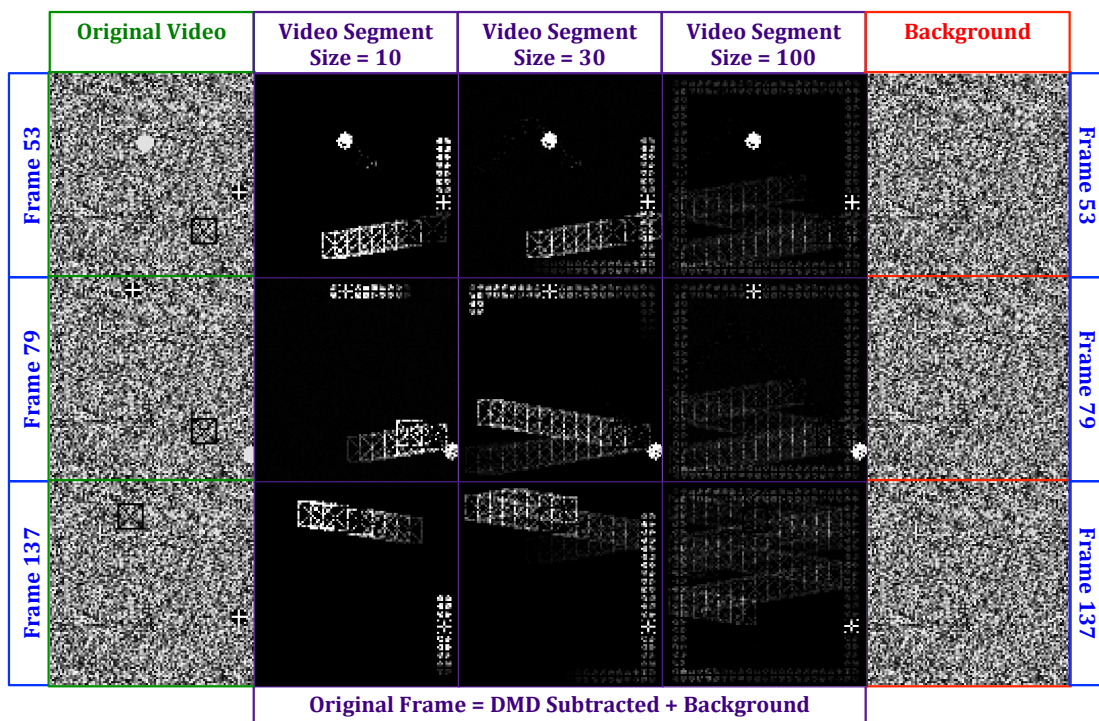 Original Video
Video Segment
Size = 10
Video Segment
Size = 30
Video Segment
Size = 100
Background
Frame 53
Frame 53
Frame 79
Frame 79
Frame 137
Frame 137
Original Frame = DMD Subtracted + Background